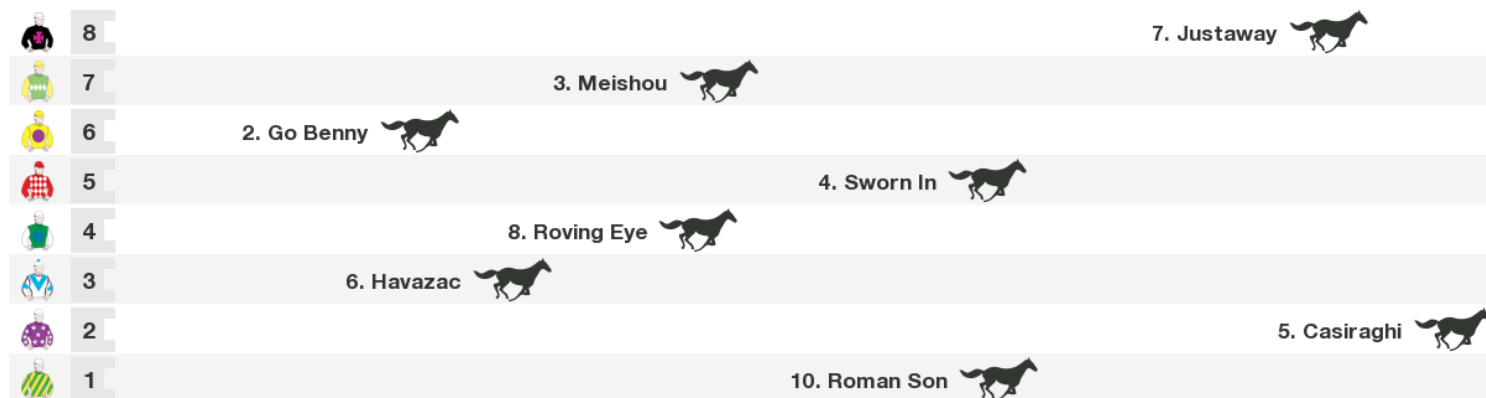 8 7. Justaway
7 3. Meishou
6 2. Go Benny
5 4. Sworn In
4 8. Roving Eye
3 6. Havazac
2 5. Casiraghi
1 10. Roman Son